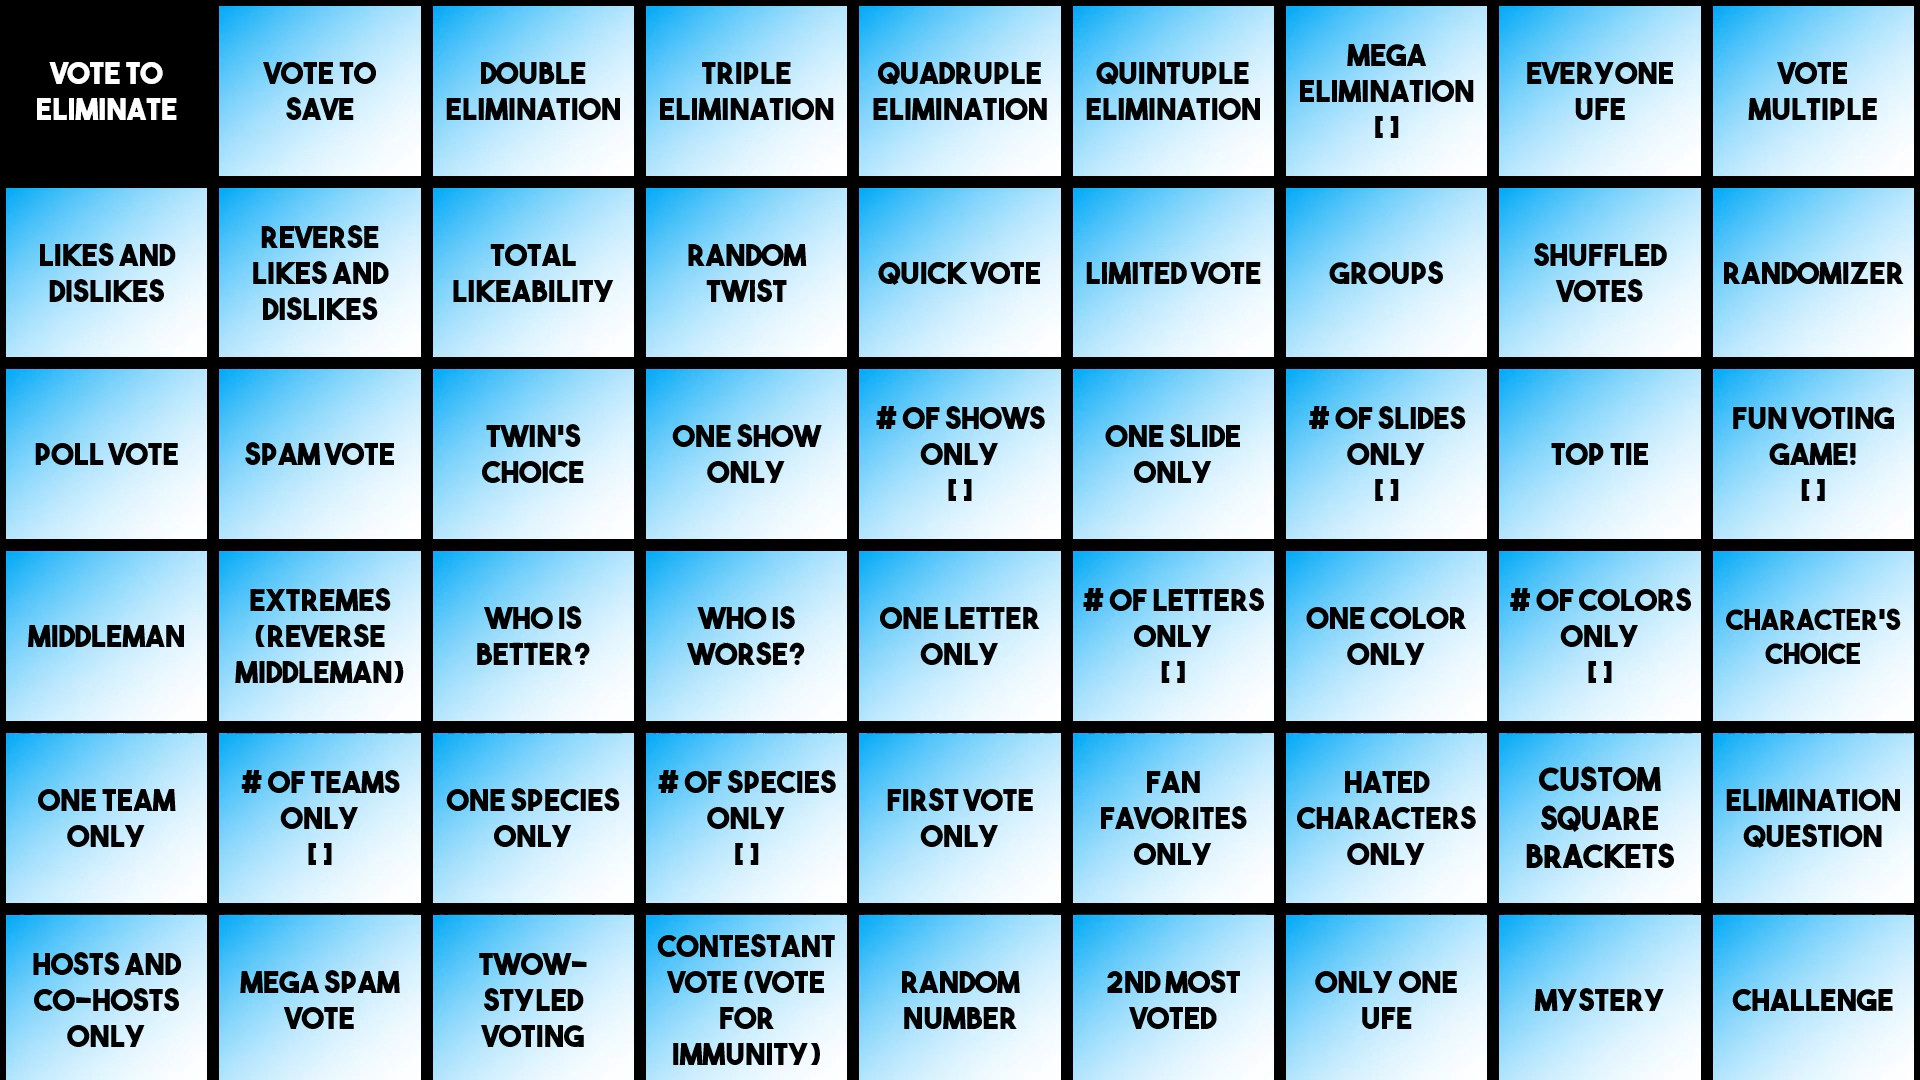 VOTE TO
ELIMINATE
VOTE TO
SAVE
DOUBLE
ELIMINATION
TRIPLE
ELIMINATION
QUADRUPLE
ELIMINATION
QUINTUPLE
ELIMINATION
MEGA
ELIMINATION
[ ]
EVERYONE
UFE
VOTE
MULTIPLE
LIKES AND
DISLIKES
REVERSE
LIKES AND
DISLIKES
TOTAL
LIKEABILITY
RANDOM
TWIST
QUICK VOTE
LIMITED VOTE
GROUPS
SHUFFLED
VOTES
RANDOMIZER
POLL VOTE
SPAM VOTE
TWIN'S
CHOICE
ONE SHOW
ONLY
# OF SHOWS
ONLY
[ ]
ONE SLIDE
ONLY
# OF SLIDES
ONLY
[ ]
TOP TIE
FUN VOTING
GAME!
[ ]
MIDDLEMAN
EXTREMES
(REVERSE
MIDDLEMAN)
WHO IS
BETTER?
WHO IS
WORSE?
ONE LETTER
ONLY
# OF LETTERS
ONLY
[ ]
ONE COLOR
ONLY
# OF COLORS
ONLY
[ ]
CHARACTER'S
CHOICE
ONE TEAM
ONLY
# OF TEAMS
ONLY
[ ]
ONE SPECIES
ONLY
# OF SPECIES
ONLY
[ ]
FIRST VOTE
ONLY
FAN
FAVORITES
ONLY
HATED
CHARACTERS
ONLY
CUSTOM
SQUARE
BRACKETS
ELIMINATION
QUESTION
HOSTS AND
CO-HOSTS
ONLY
MEGA SPAM
VOTE
TWOW-
STYLED
VOTING
CONTESTANT
VOTE (VOTE
FOR
IMMUNITY)
RANDOM
NUMBER
2ND MOST
VOTED
ONLY ONE
UFE
MYSTERY
CHALLENGE